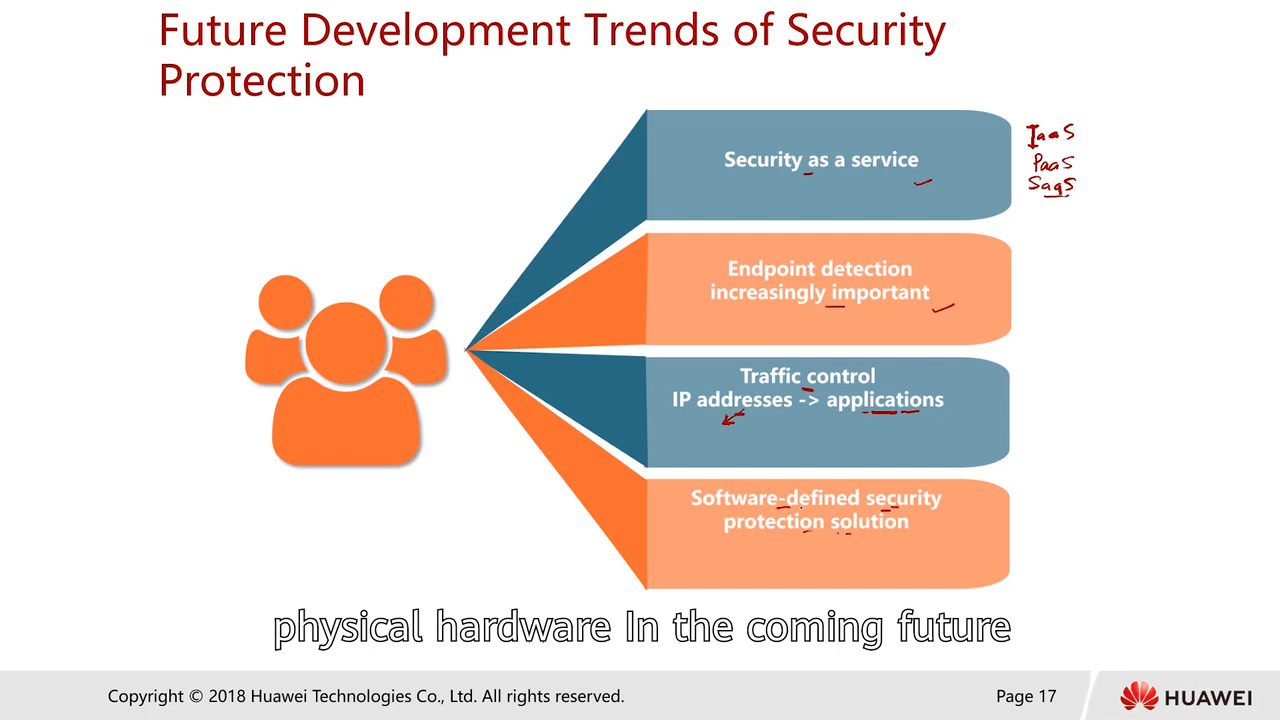 Future Development Trends of Security
Protection
Security as a service
IaaS
PaaS
SaaS
Endpoint detection
increasingly important
Traffic control
IP addresses -> applications
Software-defined security
protection solution
physical hardware In the coming future
Copyright © 2018 Huawei Technologies Co., Ltd. All rights reserved.
Page 17
HUAWEI